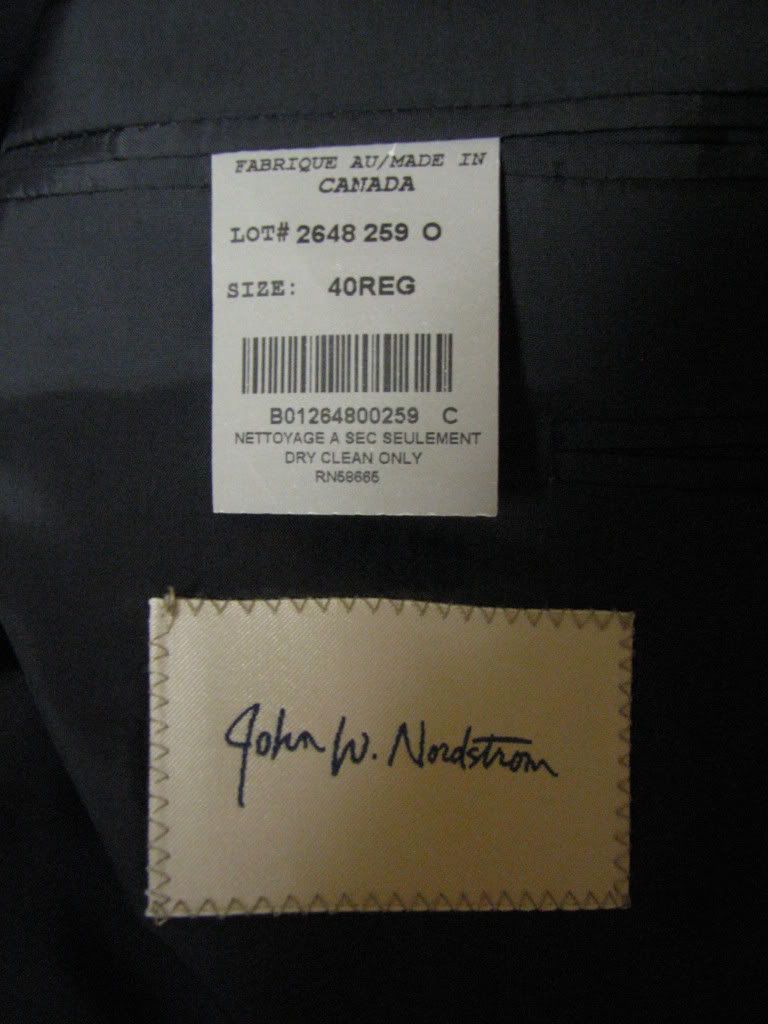 FABRIQUE AU/MADE IN
CANADA
LOT# 2648 259 O
SIZE: 40REG
B01264800259 C
NETTOYAGE A SEC SEULEMENT
DRY CLEAN ONLY
RN58665
John W. Nordstrom